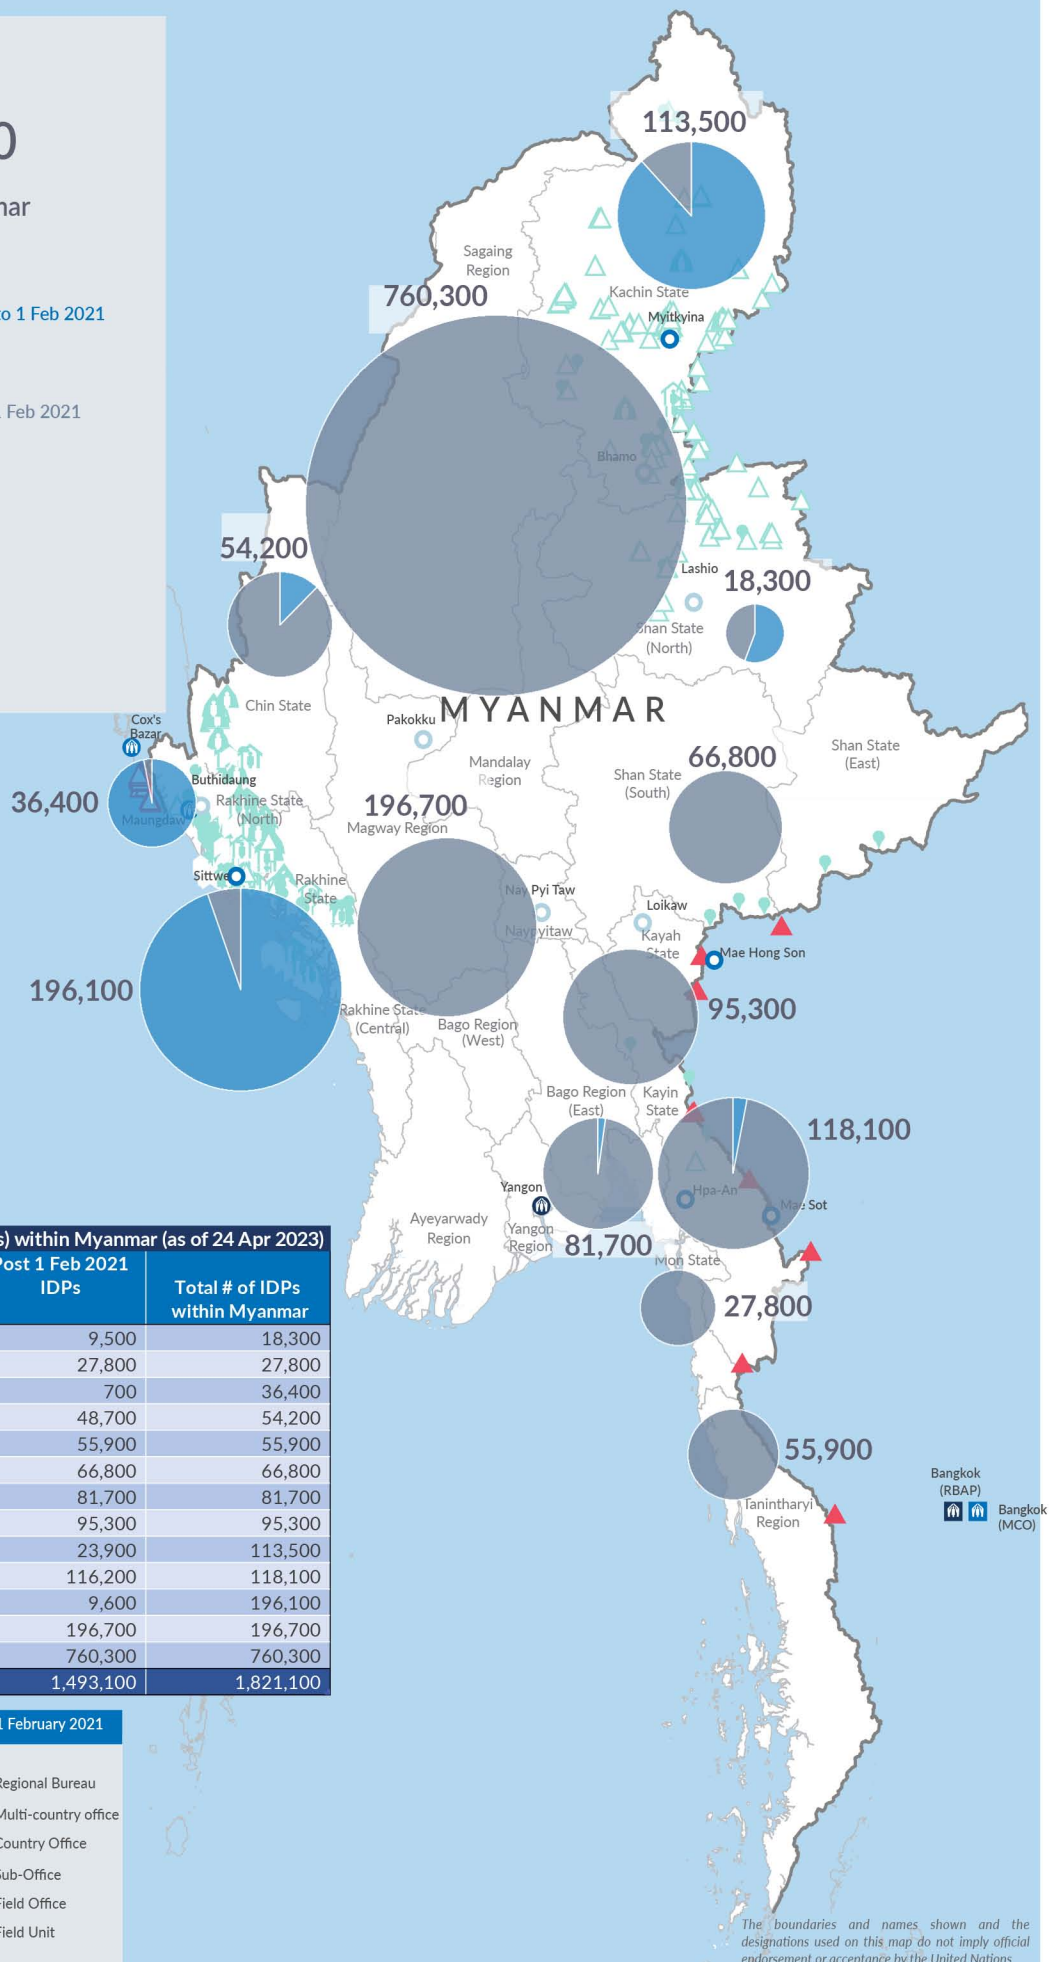 0
nar
to 1 Feb 2021
1 Feb 2021
113,500
Sagaing
Region
760,300
Kachin State
Myitkyina
Bhamo
54,200
Lashio
18,300
Shan State
(North)
MYANMAR
Chin State
Pakokku
Cox's
Bazar
Mandalay
Region
66,800
Shan State
(East)
Shan State
(South)
Buthidaung
36,400
Rakhine State
(North)
Maungdaw
196,700
Magway Region
Sittwe
Rakhine
State
Nay Pyi Taw
Naypyitaw
Loikaw
Kayah
State
Mae Hong Son
196,100
Rakhine State
(Central)
Bago Region
(West)
95,300
Bago Region
(East)
Kayin
State
118,100
Yangon
Hpa-An
Mae Sot
Ayeyarwady
Region
Yangon
Region
81,700
Mon State
27,800
55,900
Tanintharyi
Region
Bangkok
(RBAP)
Bangkok
(MCO)
s) within Myanmar (as of 24 Apr 2023)
Post 1 Feb 2021
IDPs
Total # of IDPs
within Myanmar
9,500 18,300
27,800 27,800
700 36,400
48,700 54,200
55,900 55,900
66,800 66,800
81,700 81,700
95,300 95,300
23,900 113,500
116,200 118,100
9,600 196,100
196,700 196,700
760,300 760,300
1,493,100 1,821,100
1 February 2021
Regional Bureau
Multi-country office
Country Office
Sub-Office
Field Office
Field Unit
The boundaries and names shown and the
designations used on this map do not imply official
endorsement or acceptance by the United Nations.